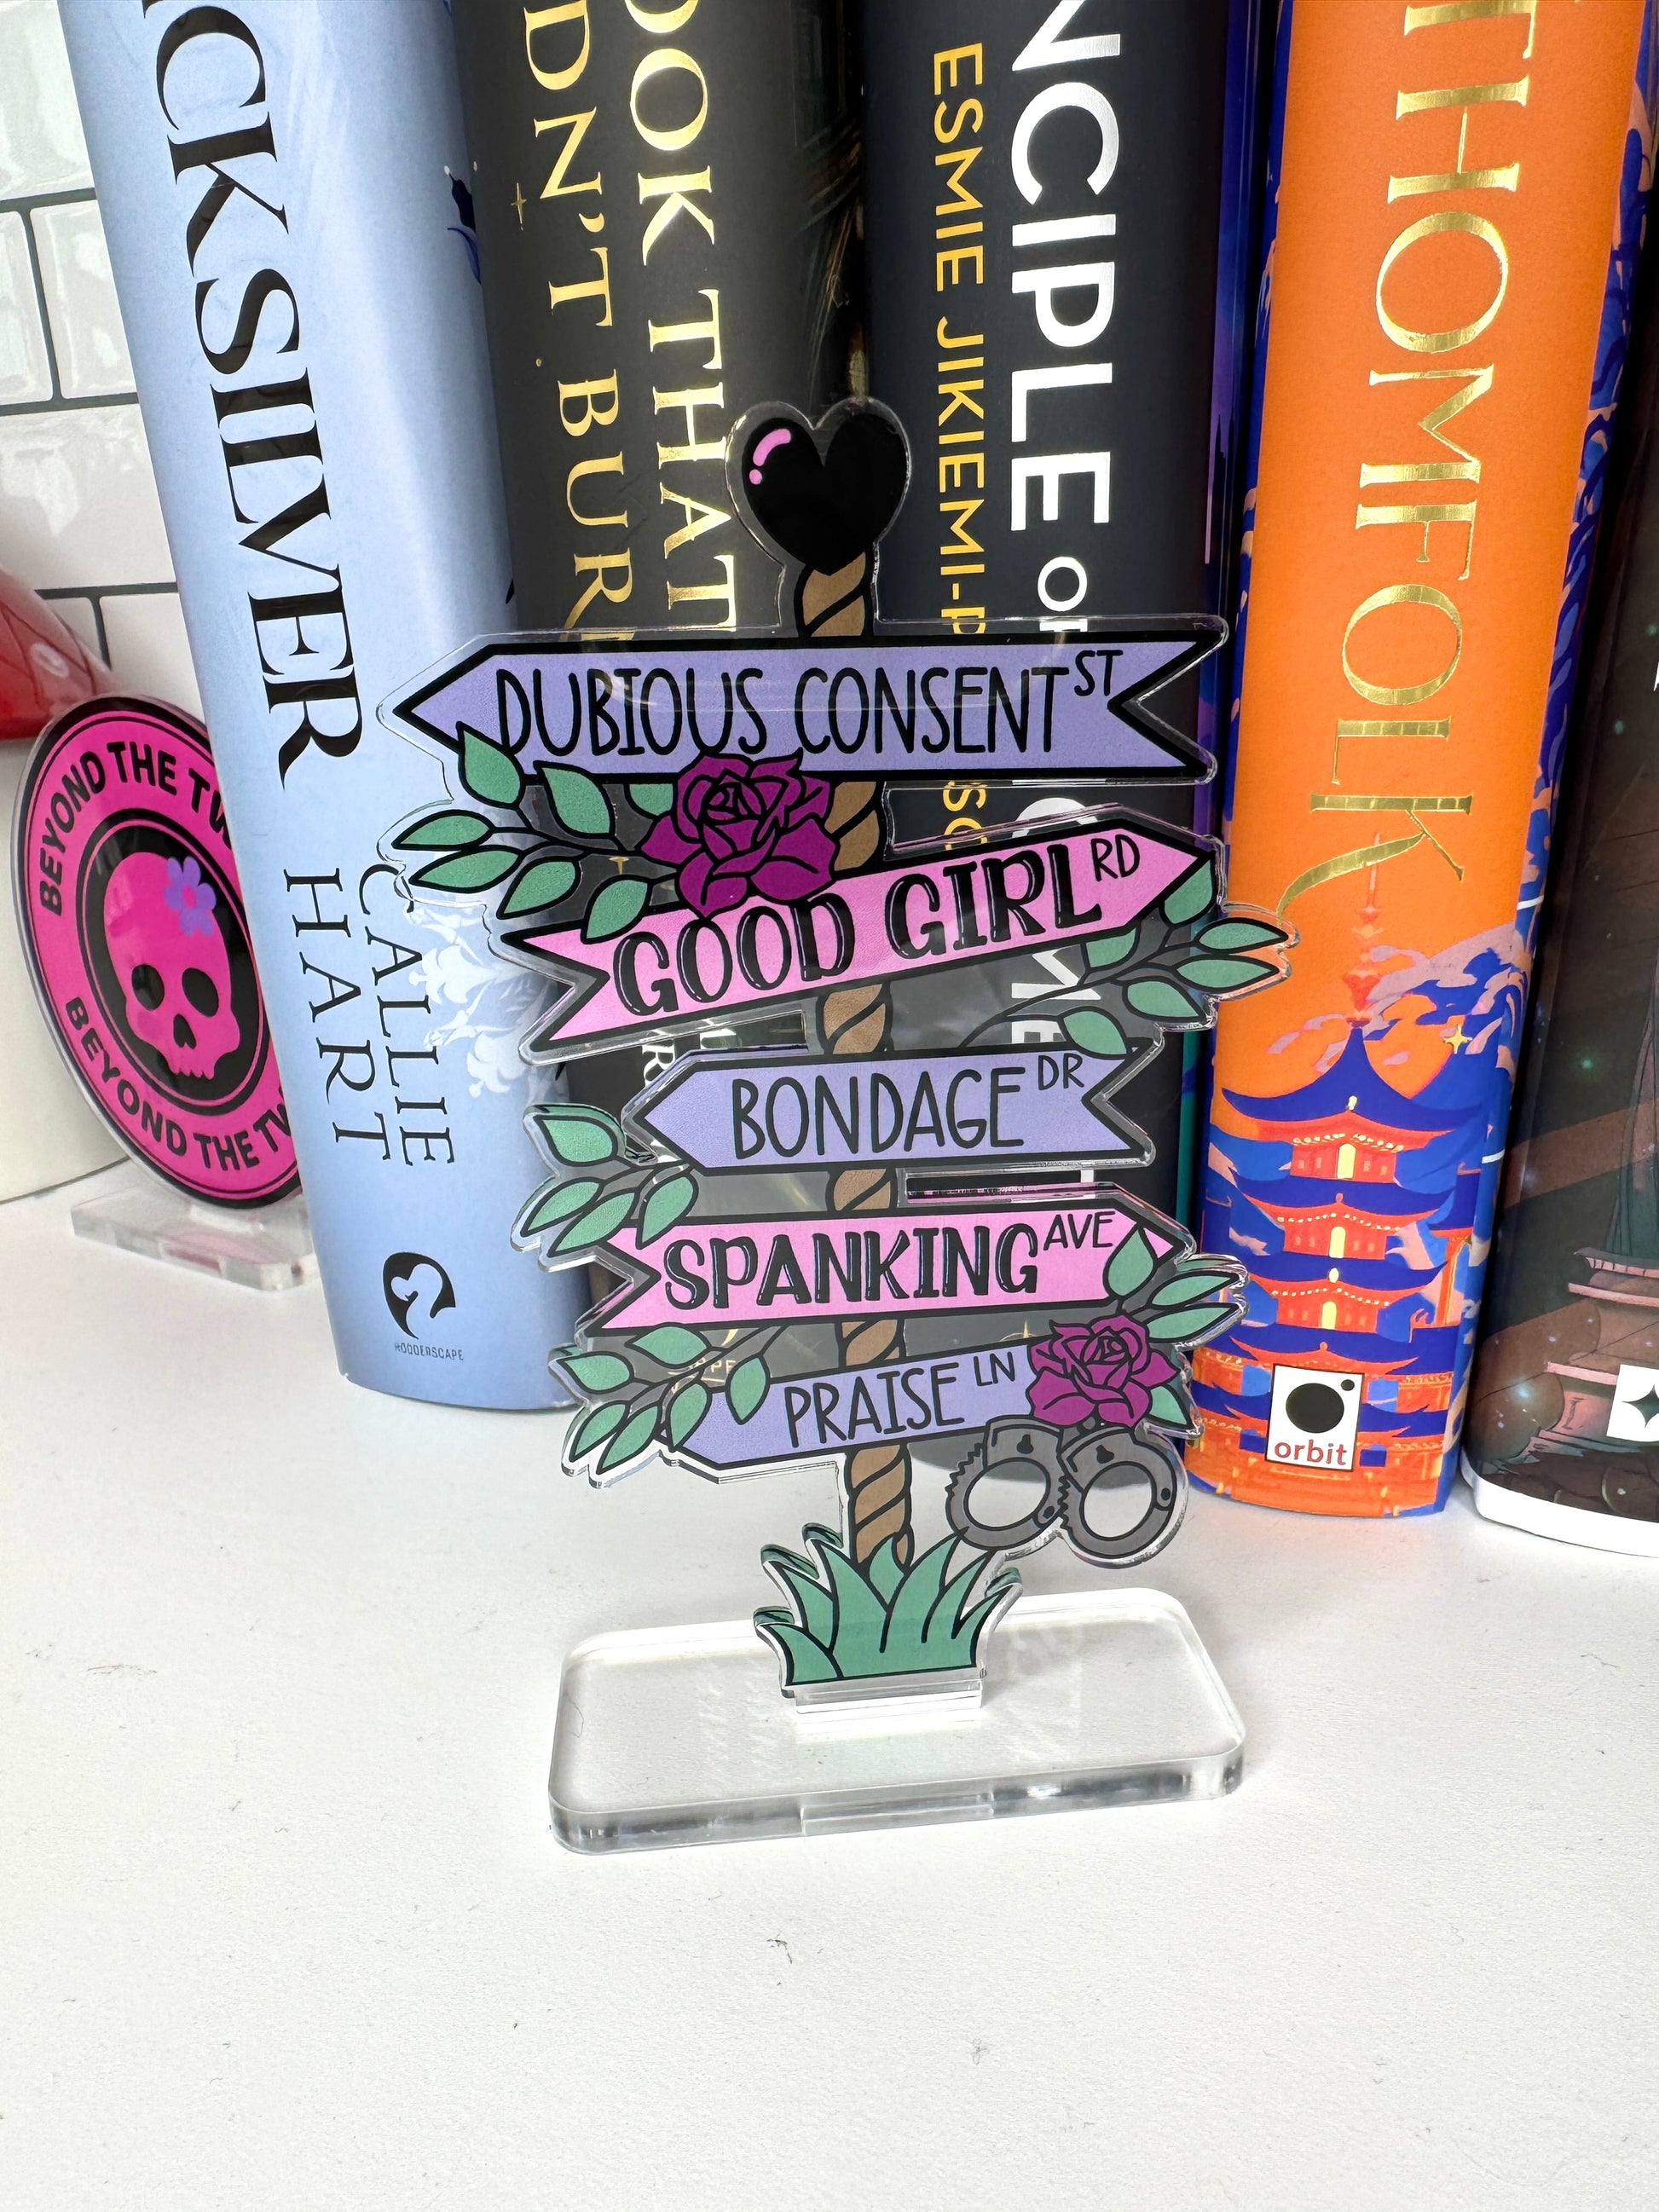 CKSILVER
CALLIE
HART
HODDERSCAPE
OOK THAT
DN'T BUR
NCIPLE OF
ESMIE JIKIEMI-P
THOMFOLK
orbit
BEYOND THE TW
BEYOND THE TW
DUBIOUS CONSENT ST
GOOD GIRL RD
BONDAGE DR
SPANKING AVE
PRAISE LN